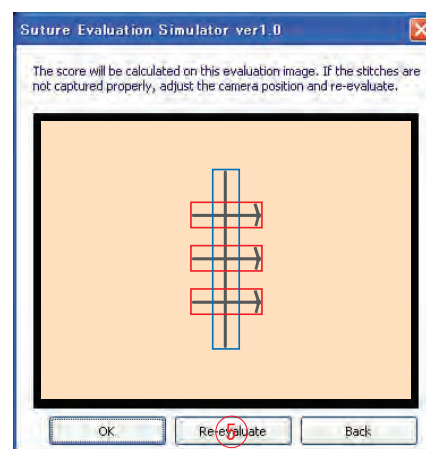 Suture Evaluation Simulator ver1.0
The score will be calculated on this evaluation image. If the stitches are
not captured properly, adjust the camera position and re-evaluate.
OK Re-evaluate Back
5